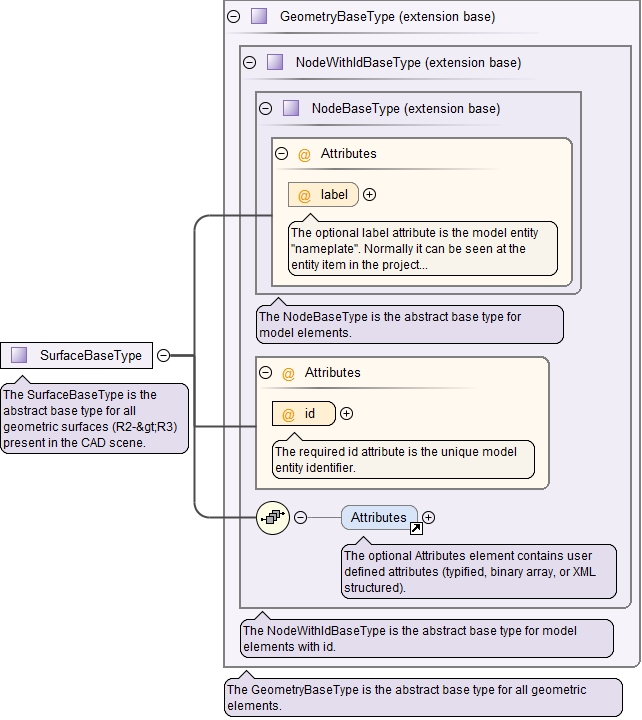 GeometryBaseType (extension base)
NodeWithIdBaseType (extension base)
NodeBaseType (extension base)
@ Attributes
@ label
The optional label attribute is the model entity
"nameplate". Normally it can be seen at the
entity item in the project...
The NodeBaseType is the abstract base type for
model elements.
SurfaceBaseType
The SurfaceBaseType is the
abstract base type for all
geometric surfaces (R2-&gt;R3)
present in the CAD scene.
@ Attributes
@ id
The required id attribute is the unique model
entity identifier.
Attributes
The optional Attributes element contains user
defined attributes (typified, binary array, or XML
structured).
The NodeWithIdBaseType is the abstract base type for model
elements with id.
The GeometryBaseType is the abstract base type for all geometric
elements.